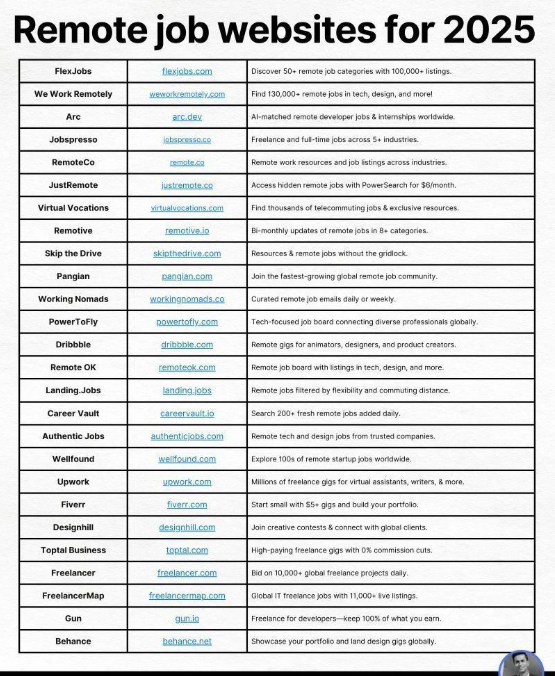 Remote job websites for 2025
FlexJobs flexjobs.com Discover 50+ remote job categories with 100,000+ listings.
We Work Remotely weworkremotely.com Find 130,000+ remote jobs in tech, design, and more!
Arc arc.dev AI-matched remote developer jobs & internships worldwide.
Jobspresso jobspresso.co Freelance and full-time jobs across 5+ industries.
RemoteCo remote.co Remote work resources and job listings across industries.
JustRemote justremote.co Access hidden remote jobs with PowerSearch for $6/month.
Virtual Vocations virtualvocations.com Find thousands of telecommuting jobs & exclusive resources.
Remotive remotive.io Bi-monthly updates of remote jobs in 8+ categories.
Skip the Drive skipthedrive.com Resources & remote jobs without the gridlock.
Pangian pangian.com Join the fastest-growing global remote job community.
Working Nomads workingnomads.co Curated remote job emails daily or weekly.
PowerToFly powertofly.com Tech-focused job board connecting diverse professionals globally.
Dribbble dribbble.com Remote gigs for animators, designers, and product creators.
Remote OK remoteok.com Remote job board with listings in tech, design, and more.
Landing.Jobs landing.jobs Remote jobs filtered by flexibility and commuting distance.
Career Vault careervault.io Search 200+ fresh remote jobs added daily.
Authentic Jobs authenticjobs.com Remote tech and design jobs from trusted companies.
Wellfound wellfound.com Explore 100s of remote startup jobs worldwide.
Upwork upwork.com Millions of freelance gigs for virtual assistants, writers, & more.
Fiverr fiverr.com Start small with $5+ gigs and build your portfolio.
Designhill designhill.com Join creative contests & connect with global clients.
Toptal Business toptal.com High-paying freelance gigs with 0% commission cuts.
Freelancer freelancer.com Bid on 10,000+ global freelance projects daily.
FreelancerMap freelancermap.com Global IT freelance jobs with 11,000+ live listings.
Gun gun.io Freelance for developers—keep 100% of what you earn.
Behance behance.net Showcase your portfolio and land design gigs globally.